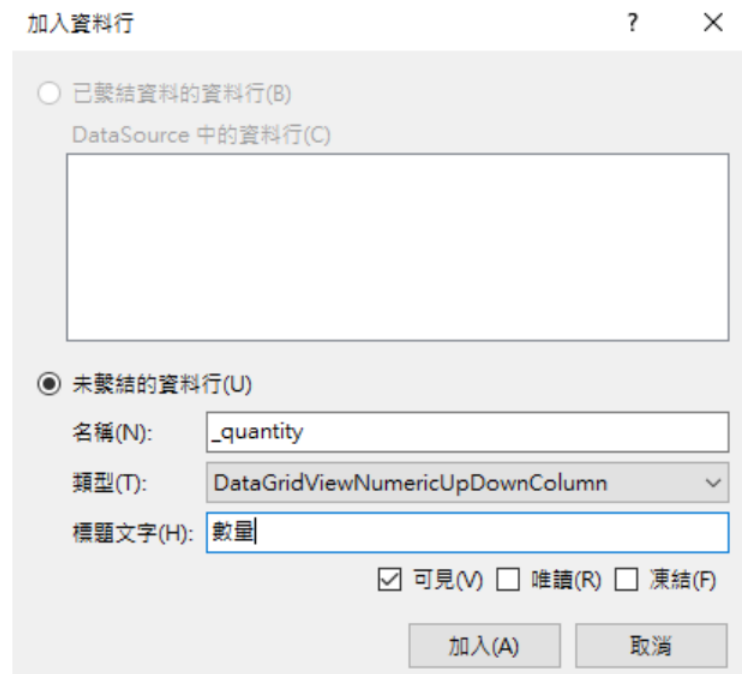 加入資料行 ?
已繫結資料的資料行(B)
DataSource 中的資料行(C)
未繫結的資料行(U)
名稱(N): _quantity
類型(T): DataGridViewNumericUpDownColumn
標題文字(H): 數量
可見(V) 唯讀(R) 凍結(F)
加入(A) 取消